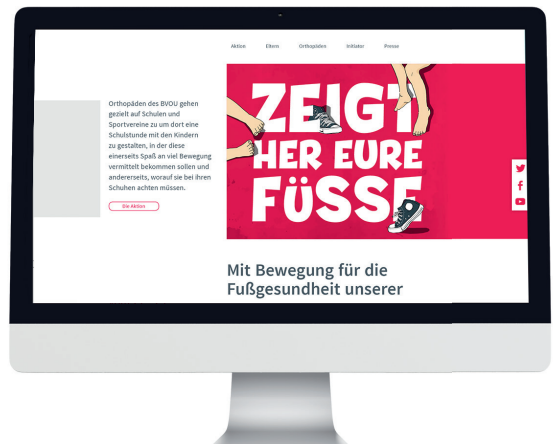 Aktion Eltern Orthopäden Initiator Presse
Orthopäden des BVOU gehen
gezielt auf Schulen und
Sportvereine zu um dort eine
Schulstunde mit den Kindern
zu gestalten, in der diese
einerseits Spaß an viel Bewegung
vermittelt bekommen sollen und
andererseits, worauf sie bei ihren
Schuhen achten müssen.
Die Aktion
ZEIGT
HER EURE
FÜSSE
Mit Bewegung für die
Fußgesundheit unserer